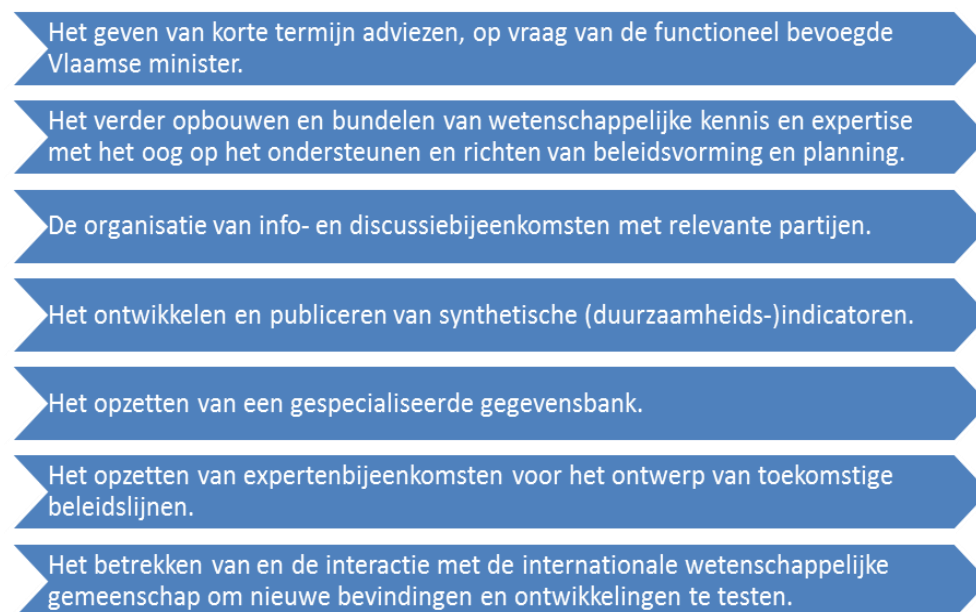 Het geven van korte termijn adviezen, op vraag van de functioneel bevoegde
Vlaamse minister.
Het verder opbouwen en bundelen van wetenschappelijke kennis en expertise
met het oog op het ondersteunen en richten van beleidsvorming en planning.
De organisatie van info- en discussiebijeenkomsten met relevante partijen.
Het ontwikkelen en publiceren van synthetische (duurzaamheids-)indicatoren.
Het opzetten van een gespecialiseerde gegevensbank.
Het opzetten van expertenbijeenkomsten voor het ontwerp van toekomstige
beleidslijnen.
Het betrekken van en de interactie met de internationale wetenschappelijke
gemeenschap om nieuwe bevindingen en ontwikkelingen te testen.